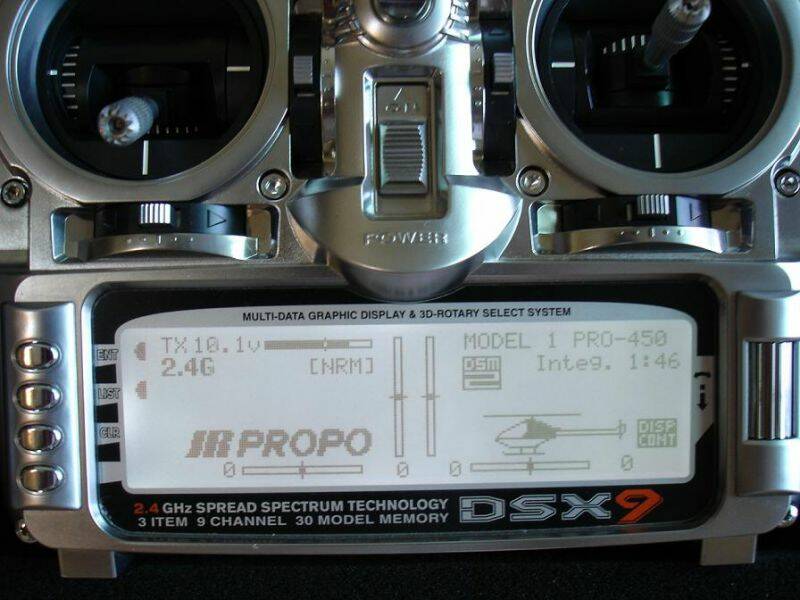 ON
POWER
MULTI-DATA GRAPHIC DISPLAY & 3D-ROTARY SELECT SYSTEM
ENT
LIST
CLR
TX10.1v
2.4G [NRM]
MODEL 1 PRO-450
DSM 2 Integ. 1:46
JR PROPO
DISP
CONT
0 0 0 0
2.4 GHz SPREAD SPECTRUM TECHNOLOGY
3 ITEM 9 CHANNEL 30 MODEL MEMORY
DSX9